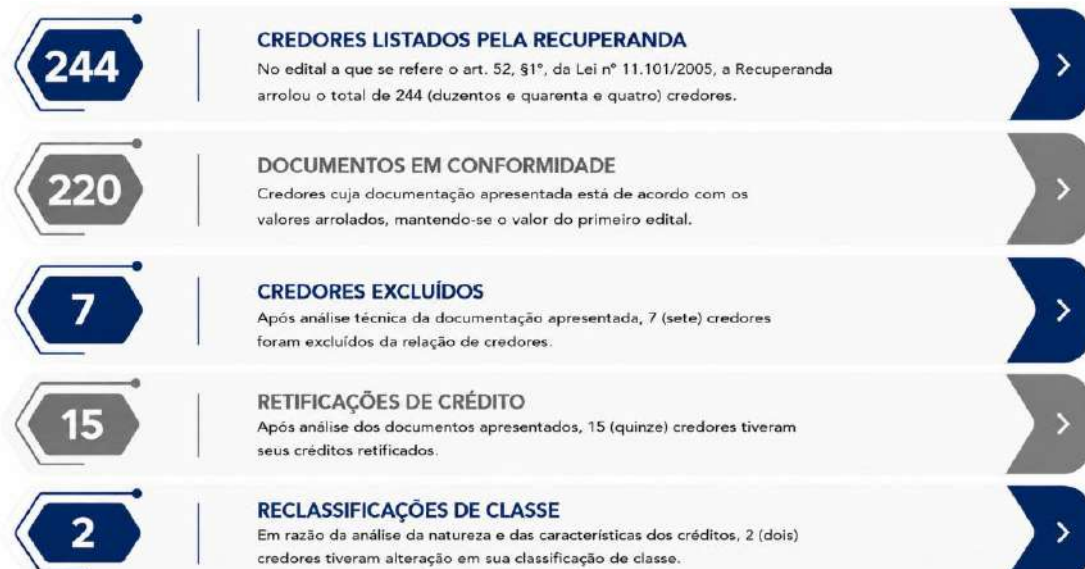 244
CREDORES LISTADOS PELA RECUPERANDA
No edital a que se refere o art. 52, §1º, da Lei nº 11.101/2005, a Recuperanda
arrolou o total de 244 (duzentos e quarenta e quatro) credores.
220
DOCUMENTOS EM CONFORMIDADE
Credores cuja documentação apresentada está de acordo com os
valores arrolados, mantendo-se o valor do primeiro edital.
7
CREDORES EXCLUÍDOS
Após análise técnica da documentação apresentada, 7 (sete) credores
foram excluídos da relação de credores.
15
RETIFICAÇÕES DE CRÉDITO
Após análise dos documentos apresentados, 15 (quinze) credores tiveram
seus créditos retificados.
2
RECLASSIFICAÇÕES DE CLASSE
Em razão da análise da natureza e das características dos créditos, 2 (dois)
credores tiveram alteração em sua classificação de classe.